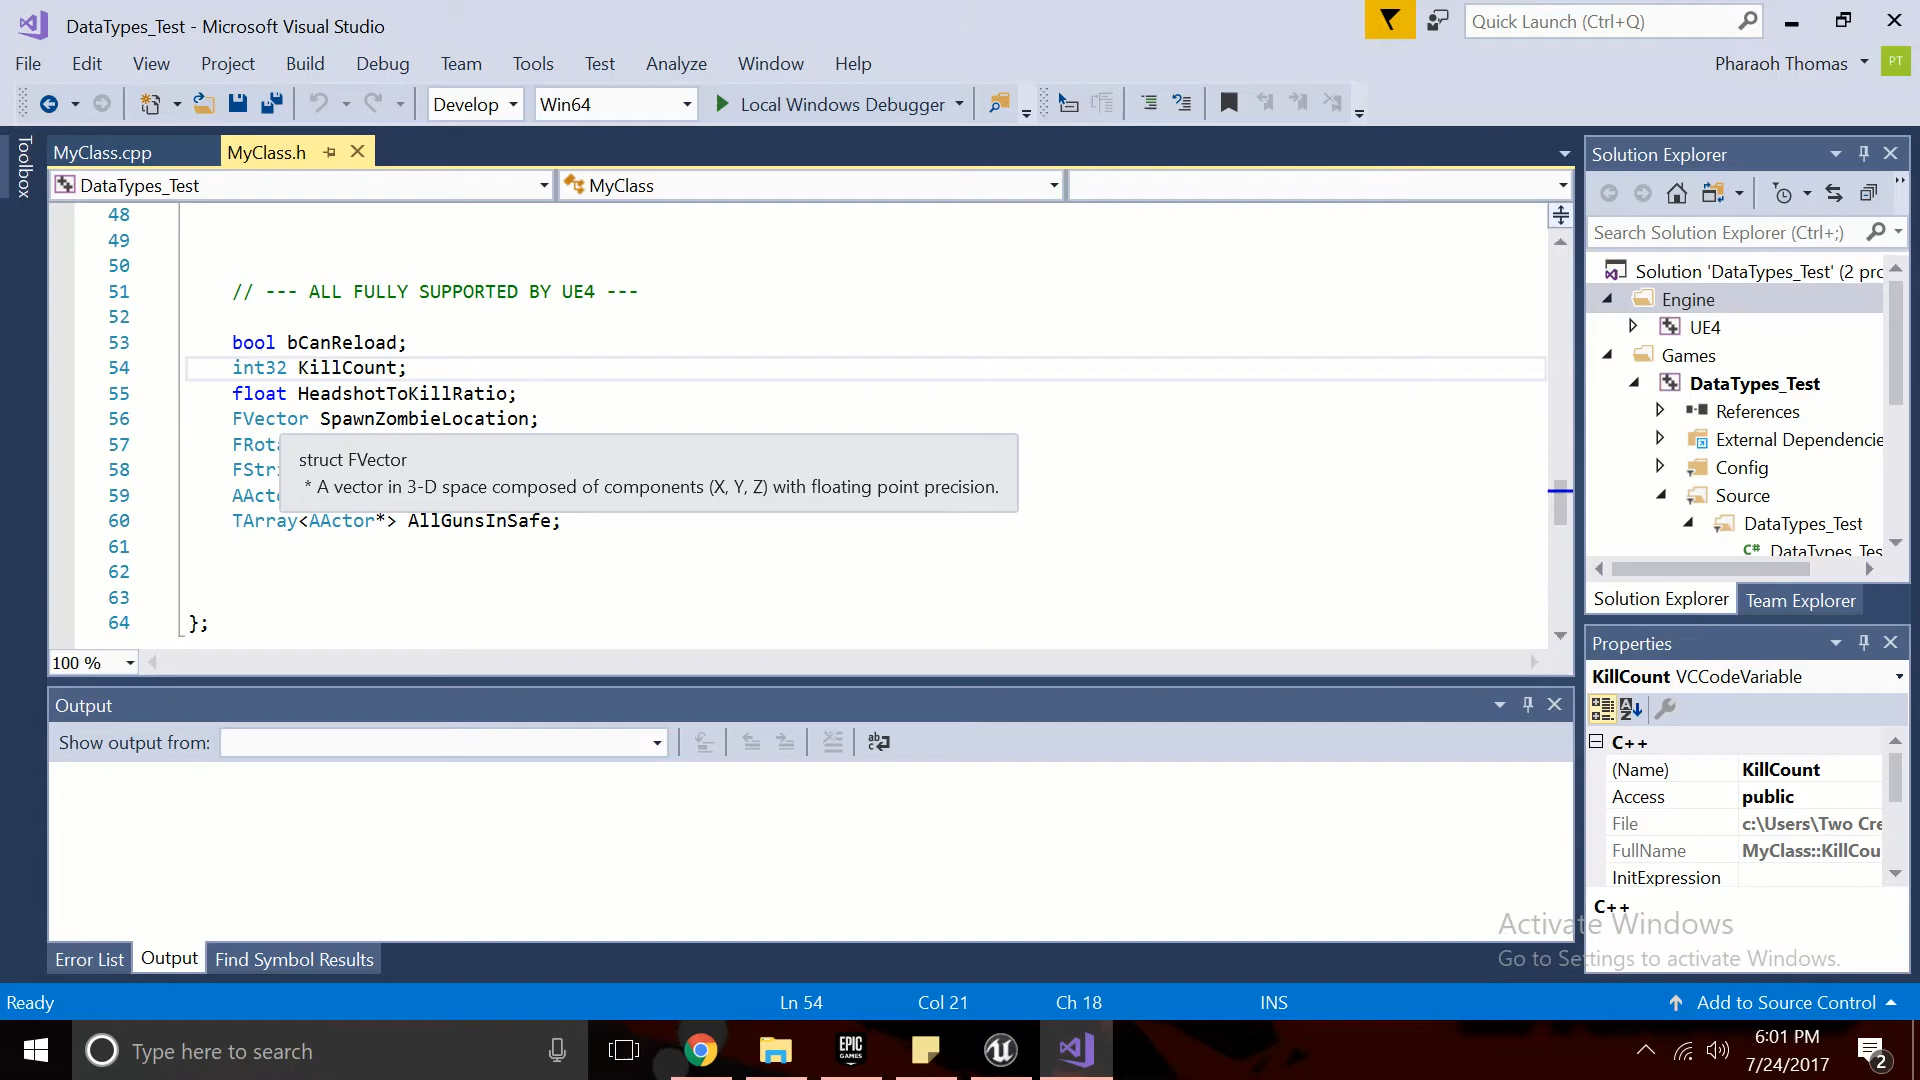 DataTypes_Test - Microsoft Visual Studio
Quick Launch (Ctrl+Q)
File Edit View Project Build Debug Team Tools Test Analyze Window Help
Pharaoh Thomas PT
Develop Win64 Local Windows Debugger
Toolbox
MyClass.cpp MyClass.h
DataTypes_Test MyClass
48
49
50
51 // --- ALL FULLY SUPPORTED BY UE4 ---
52
53 bool bCanReload;
54 int32 KillCount;
55 float HeadshotToKillRatio;
56 FVector SpawnZombieLocation;
57 FRota
58 FStri
59 AActo
60 TArray<AActor*> AllGunsInSafe;
61
62
63
64 };
struct FVector
* A vector in 3-D space composed of components (X, Y, Z) with floating point precision.
100 %
Output
Show output from:
Error List Output Find Symbol Results
Solution Explorer
Search Solution Explorer (Ctrl+;)
Solution 'DataTypes_Test' (2 pro
Engine
UE4
Games
DataTypes_Test
References
External Dependencie
Config
Source
DataTypes_Test
C# DataTypes_Tes
Solution Explorer Team Explorer
Properties
KillCount VCCodeVariable
C++
(Name) KillCount
Access public
File c:\Users\Two Cre
FullName MyClass::KillCou
InitExpression
C++
Activate Windows
Go to Settings to activate Windows.
Ready Ln 54 Col 21 Ch 18 INS Add to Source Control
Type here to search
EPIC
GAMES
6:01 PM
7/24/2017
2